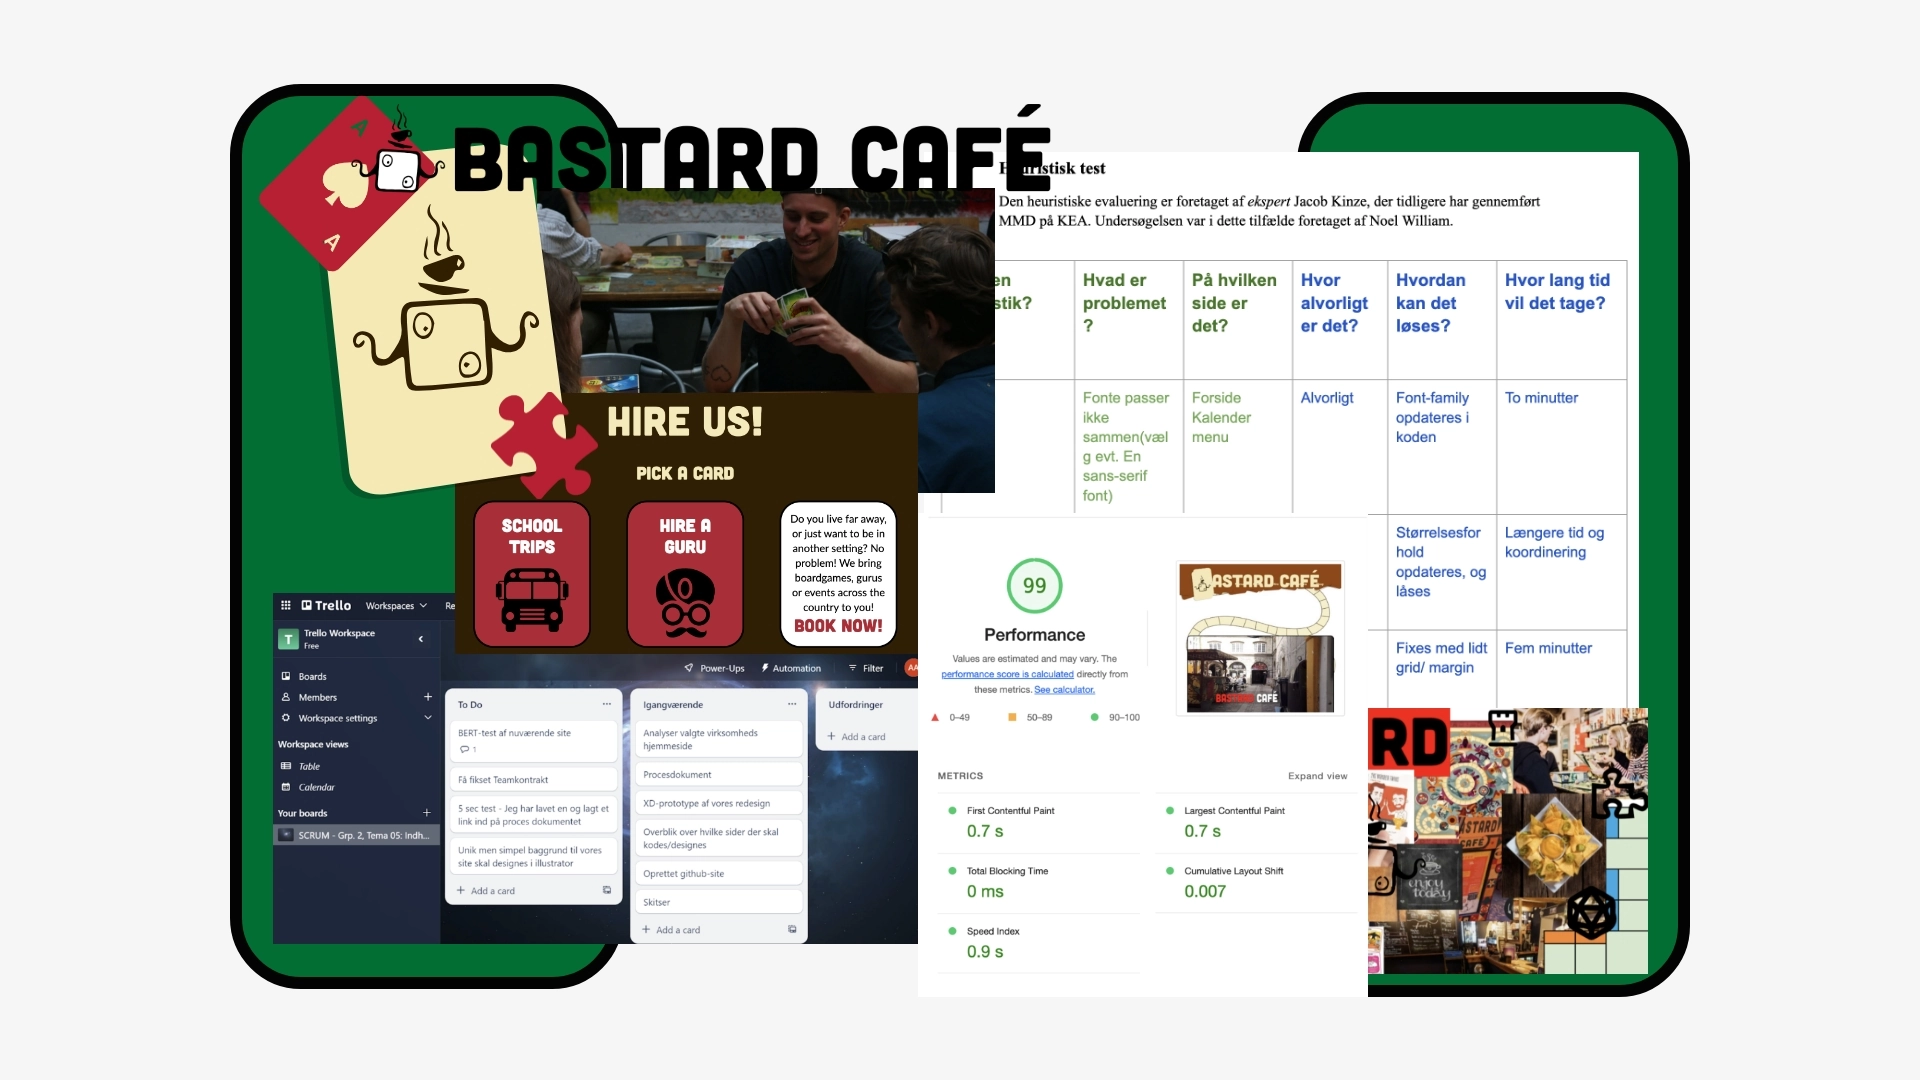 A
A
BASTARD CAFÉ
HIRE US!
PICK A CARD
SCHOOL
TRIPS
HIRE A
GURU
Do you live far away,
or just want to be in
another setting? No
problem! We bring
boardgames, gurus
or events across the
country to you!
BOOK NOW!
Heuristisk test
Den heuristiske evaluering er foretaget af ekspert Jacob Kinze, der tidligere har gennemført
MMD på KEA. Undersøgelsen var i dette tilfælde foretaget af Noel William.
en
stik?
Hvad er
problemet
?
På hvilken
side er
det?
Hvor
alvorligt
er det?
Hvordan
kan det
løses?
Hvor lang tid
vil det tage?
Fonte passer
ikke
sammen(væl
g evt. En
sans-serif
font)
Forside
Kalender
menu
Alvorligt
Font-family
opdateres i
koden
To minutter
Størrelsesfor
hold
opdateres, og
låses
Længere tid og
koordinering
Fixes med lidt
grid/ margin
Fem minutter
Trello
Workspaces
Re
T
Trello Workspace
Free
Boards
Members
Workspace settings
Workspace views
Table
Calendar
Your boards
SCRUM - Grp. 2, Tema 05: Indh...
Power-Ups
Automation
Filter
AA
To Do
BERT-test af nuværende site
1
Få fikset Teamkontrakt
5 sec test - Jeg har lavet en og lagt et
link ind på proces dokumentet
Unik men simpel baggrund til vores
site skal designes i illustrator
Add a card
Igangværende
Analyser valgte virksomheds
hjemmeside
Procesdokument
XD-prototype af vores redesign
Overblik over hvilke sider der skal
kodes/designes
Oprettet github-site
Skitser
Add a card
Udfordringer
Add a card
99
Performance
Values are estimated and may vary. The
performance score is calculated directly from
these metrics. See calculator.
0–49
50–89
90–100
BASTARD CAFÉ
BASTARD CAFÉ
METRICS
Expand view
First Contentful Paint
0.7 s
Largest Contentful Paint
0.7 s
Total Blocking Time
0 ms
Cumulative Layout Shift
0.007
Speed Index
0.9 s
RD
BASTARD
CAFÉ
enjoy
today